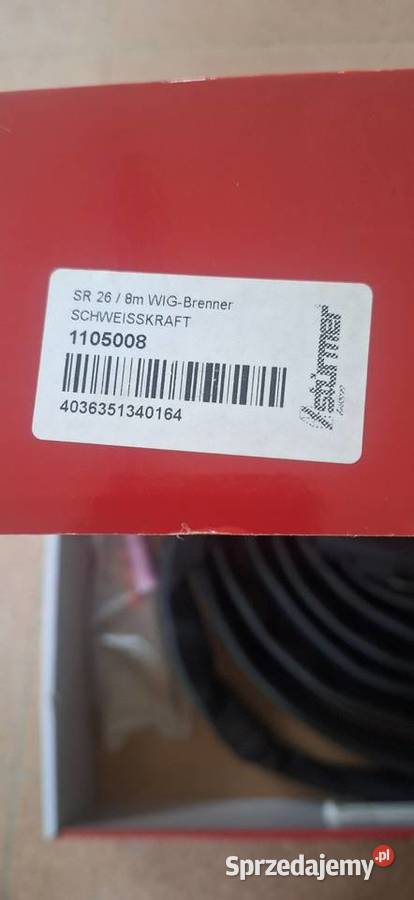 SR 26 / 8m WIG-Brenner
SCHWEISSKRAFT
1105008
4036351340164
stürmer
Sprzedajemy.pl